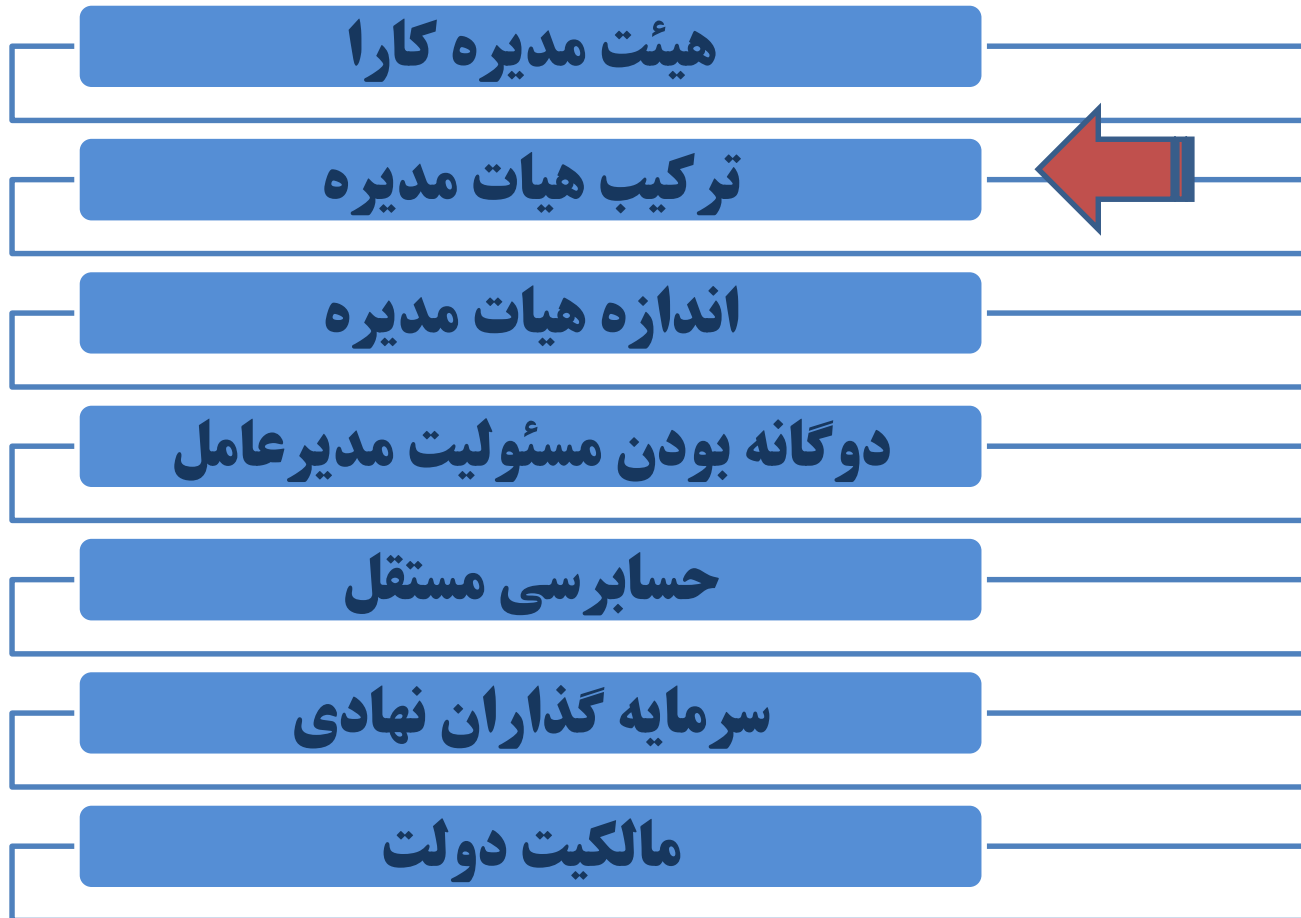 هیئت مدیره کارا
ترکیب هیات مدیره
اندازه هیات مدیره
دوگانه بودن مسئولیت مدیرعامل
حسابرسی مستقل
سرمایه گذاران نهادی
مالکیت دولت